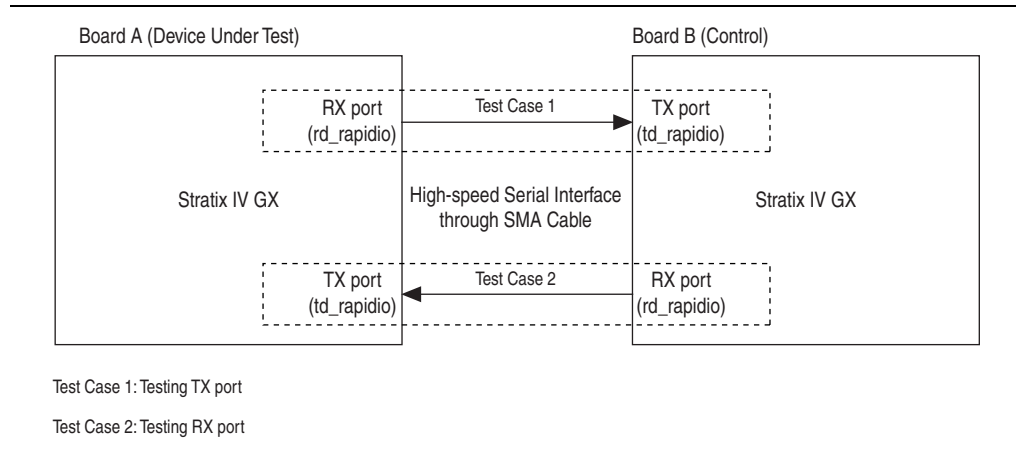 Board A (Device Under Test)
Board B (Control)
RX port
(rd_rapidio)
Test Case 1
TX port
(td_rapidio)
Stratix IV GX
High-speed Serial Interface
through SMA Cable
Stratix IV GX
TX port
(td_rapidio)
Test Case 2
RX port
(rd_rapidio)
Test Case 1: Testing TX port
Test Case 2: Testing RX port